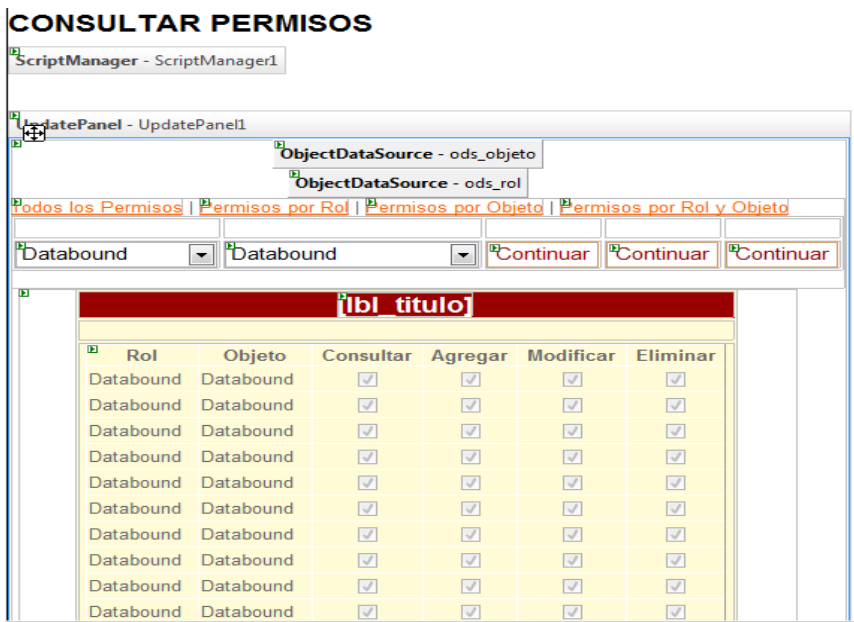 CONSULTAR PERMISOS
ScriptManager - ScriptManager1
UpdatePanel - UpdatePanel1
ObjectDataSource - ods_objeto
ObjectDataSource - ods_rol
Todos los Permisos | Permisos por Rol | Permisos por Objeto | Permisos por Rol y Objeto
Databound Databound Continuar Continuar Continuar
[lbl_titulo]
Rol Objeto Consultar Agregar Modificar Eliminar
Databound Databound
Databound Databound
Databound Databound
Databound Databound
Databound Databound
Databound Databound
Databound Databound
Databound Databound
Databound Databound
Databound Databound